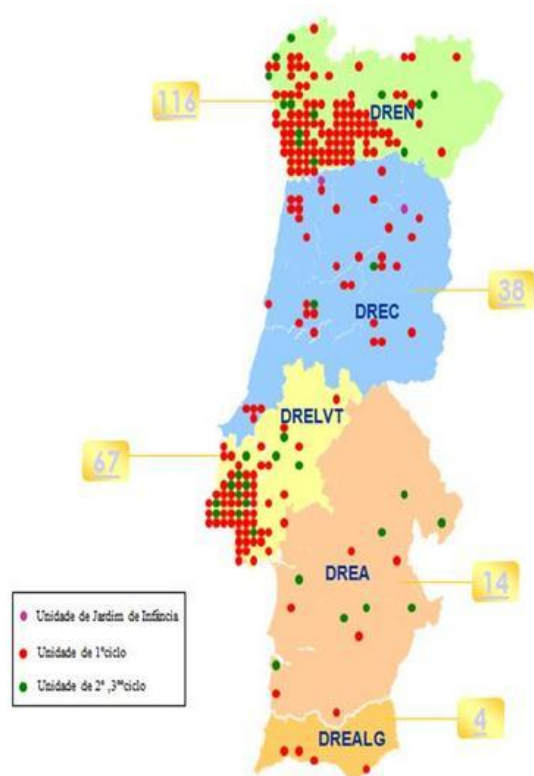 116
DREN
38
DREC
DRELVT
67
DREA
14
Unidade de Jardim de Infância
Unidade de 1ºciclo
Unidade de 2º ,3ºciclo
4
DREALG